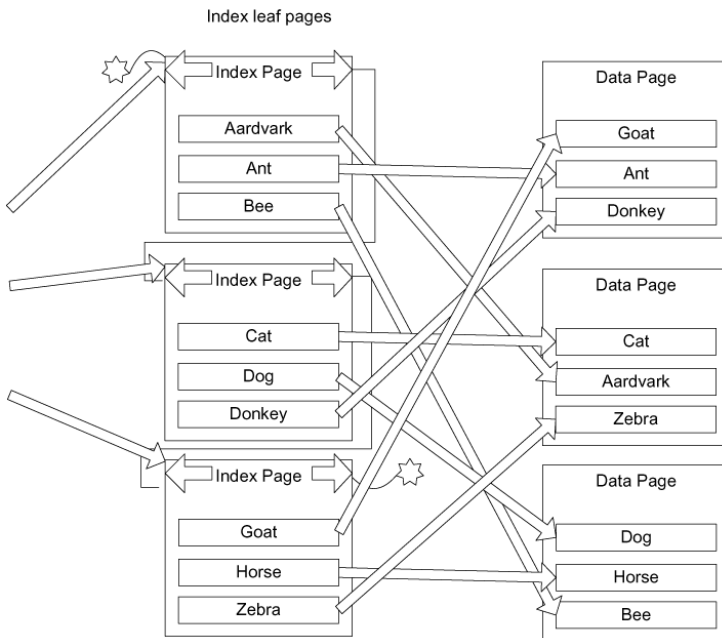 Index leaf pages
Index Page
Aardvark
Ant
Bee
Index Page
Cat
Dog
Donkey
Index Page
Goat
Horse
Zebra
Data Page
Goat
Ant
Donkey
Data Page
Cat
Aardvark
Zebra
Data Page
Dog
Horse
Bee